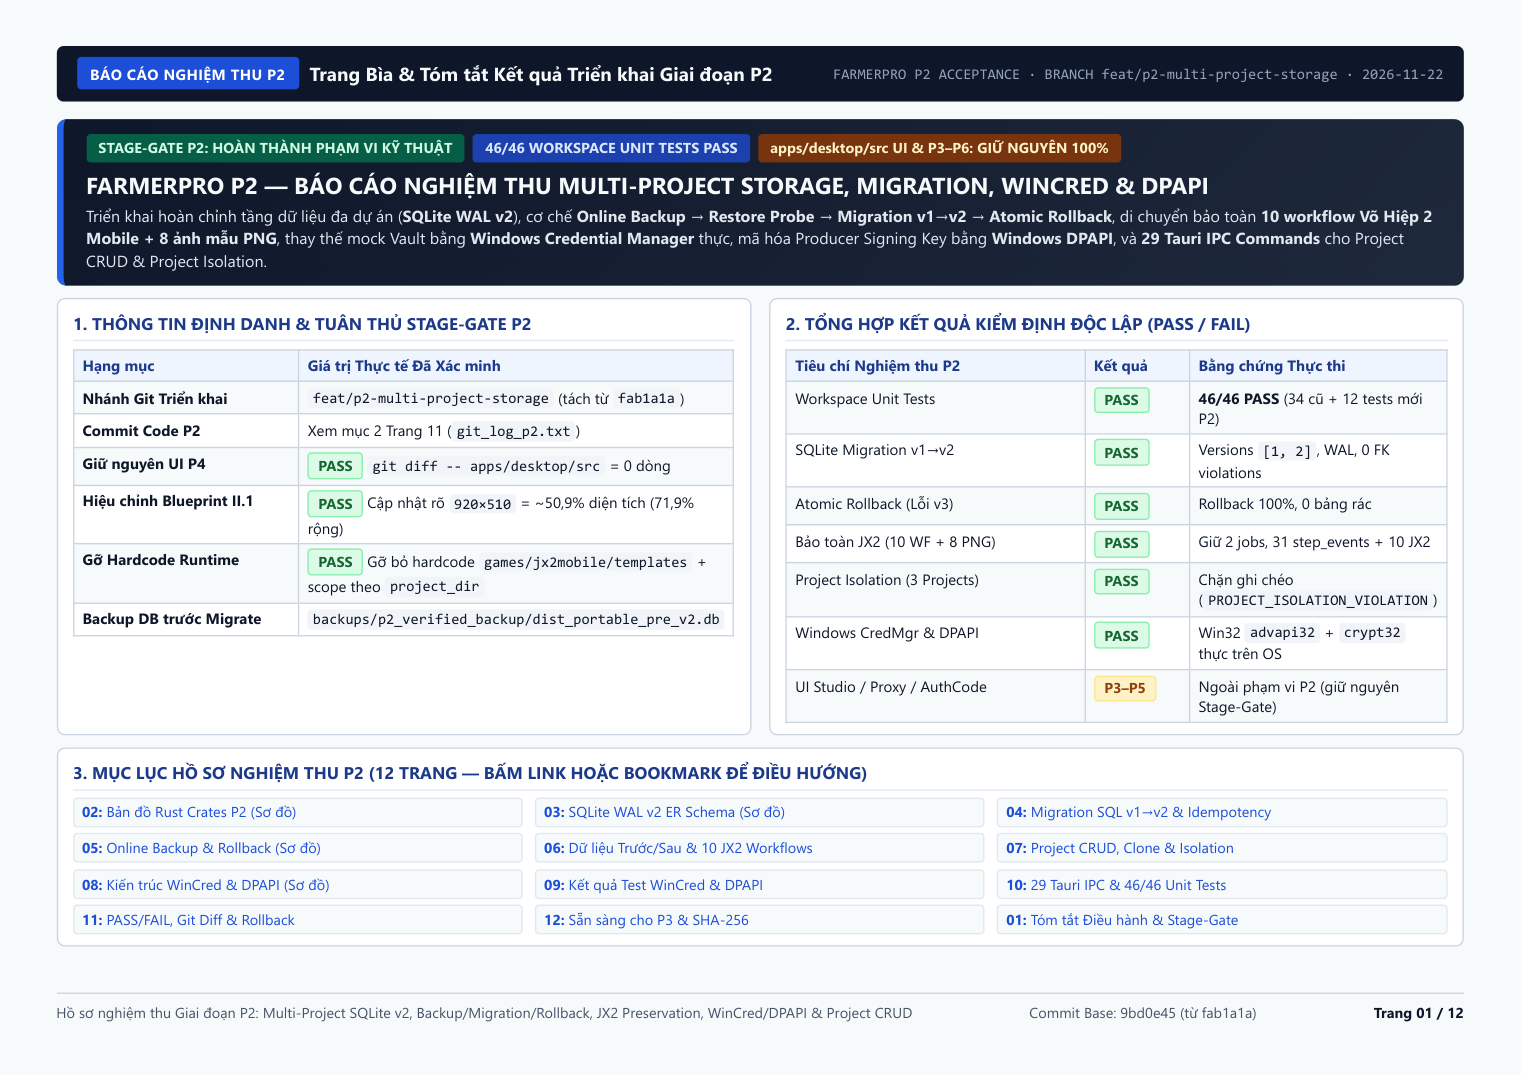 BÁO CÁO NGHIỆM THU P2 Trang Bìa & Tóm tắt Kết quả Triển khai Giai đoạn P2 FARMERPRO P2 ACCEPTANCE · BRANCH feat/p2-multi-project-storage · 2026-11-22
STAGE-GATE P2: HOÀN THÀNH PHẠM VI KỸ THUẬT 46/46 WORKSPACE UNIT TESTS PASS apps/desktop/src UI & P3–P6: GIỮ NGUYÊN 100%
FARMERPRO P2 — BÁO CÁO NGHIỆM THU MULTI-PROJECT STORAGE, MIGRATION, WINCRED & DPAPI
Triển khai hoàn chỉnh tầng dữ liệu đa dự án (SQLite WAL v2), cơ chế Online Backup → Restore Probe → Migration v1→v2 → Atomic Rollback, di chuyển bảo toàn 10 workflow Võ Hiệp 2
Mobile + 8 ảnh mẫu PNG, thay thế mock Vault bằng Windows Credential Manager thực, mã hóa Producer Signing Key bằng Windows DPAPI, và 29 Tauri IPC Commands cho Project
CRUD & Project Isolation.
1. THÔNG TIN ĐỊNH DANH & TUÂN THỦ STAGE-GATE P2
Hạng mục Giá trị Thực tế Đã Xác minh
Nhánh Git Triển khai feat/p2-multi-project-storage (tách từ fab1a1a )
Commit Code P2 Xem mục 2 Trang 11 ( git_log_p2.txt )
Giữ nguyên UI P4 PASS git diff -- apps/desktop/src = 0 dòng
Hiệu chỉnh Blueprint II.1 PASS Cập nhật rõ 920×510 = ~50,9% diện tích (71,9%
rộng)
Gỡ Hardcode Runtime PASS Gỡ bỏ hardcode games/jx2mobile/templates +
scope theo project_dir
Backup DB trước Migrate backups/p2_verified_backup/dist_portable_pre_v2.db
2. TỔNG HỢP KẾT QUẢ KIỂM ĐỊNH ĐỘC LẬP (PASS / FAIL)
Tiêu chí Nghiệm thu P2 Kết quả Bằng chứng Thực thi
Workspace Unit Tests PASS 46/46 PASS (34 cũ + 12 tests mới
P2)
SQLite Migration v1→v2 PASS Versions [1, 2] , WAL, 0 FK
violations
Atomic Rollback (Lỗi v3) PASS Rollback 100%, 0 bảng rác
Bảo toàn JX2 (10 WF + 8 PNG) PASS Giữ 2 jobs, 31 step_events + 10 JX2
Project Isolation (3 Projects) PASS Chặn ghi chéo
( PROJECT_ISOLATION_VIOLATION )
Windows CredMgr & DPAPI PASS Win32 advapi32 + crypt32
thực trên OS
UI Studio / Proxy / AuthCode P3–P5 Ngoài phạm vi P2 (giữ nguyên
Stage-Gate)
3. MỤC LỤC HỒ SƠ NGHIỆM THU P2 (12 TRANG — BẤM LINK HOẶC BOOKMARK ĐỂ ĐIỀU HƯỚNG)
02: Bản đồ Rust Crates P2 (Sơ đồ) 03: SQLite WAL v2 ER Schema (Sơ đồ) 04: Migration SQL v1→v2 & Idempotency
05: Online Backup & Rollback (Sơ đồ) 06: Dữ liệu Trước/Sau & 10 JX2 Workflows 07: Project CRUD, Clone & Isolation
08: Kiến trúc WinCred & DPAPI (Sơ đồ) 09: Kết quả Test WinCred & DPAPI 10: 29 Tauri IPC & 46/46 Unit Tests
11: PASS/FAIL, Git Diff & Rollback 12: Sẵn sàng cho P3 & SHA-256 01: Tóm tắt Điều hành & Stage-Gate
Hồ sơ nghiệm thu Giai đoạn P2: Multi-Project SQLite v2, Backup/Migration/Rollback, JX2 Preservation, WinCred/DPAPI & Project CRUD Commit Base: 9bd0e45 (từ fab1a1a) Trang 01 / 12